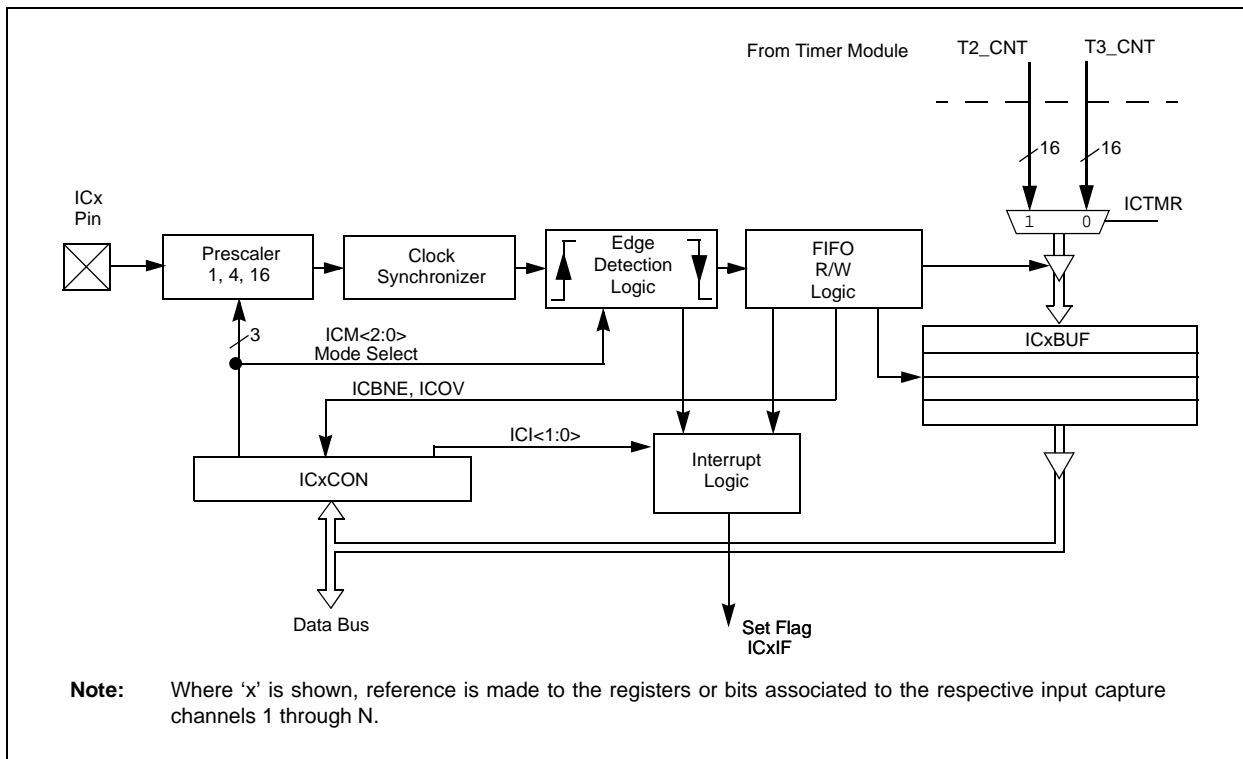 From Timer Module
T2_CNT
T3_CNT
16
16
ICx
Pin
ICTMR
1
0
Prescaler
1, 4, 16
Clock
Synchronizer
Edge
Detection
Logic
FIFO
R/W
Logic
3
ICM<2:0>
Mode Select
ICxBUF
ICBNE, ICOV
ICI<1:0>
ICxCON
Interrupt
Logic
Data Bus
Set Flag
ICxIF
Note: Where ‘x’ is shown, reference is made to the registers or bits associated to the respective input capture
channels 1 through N.